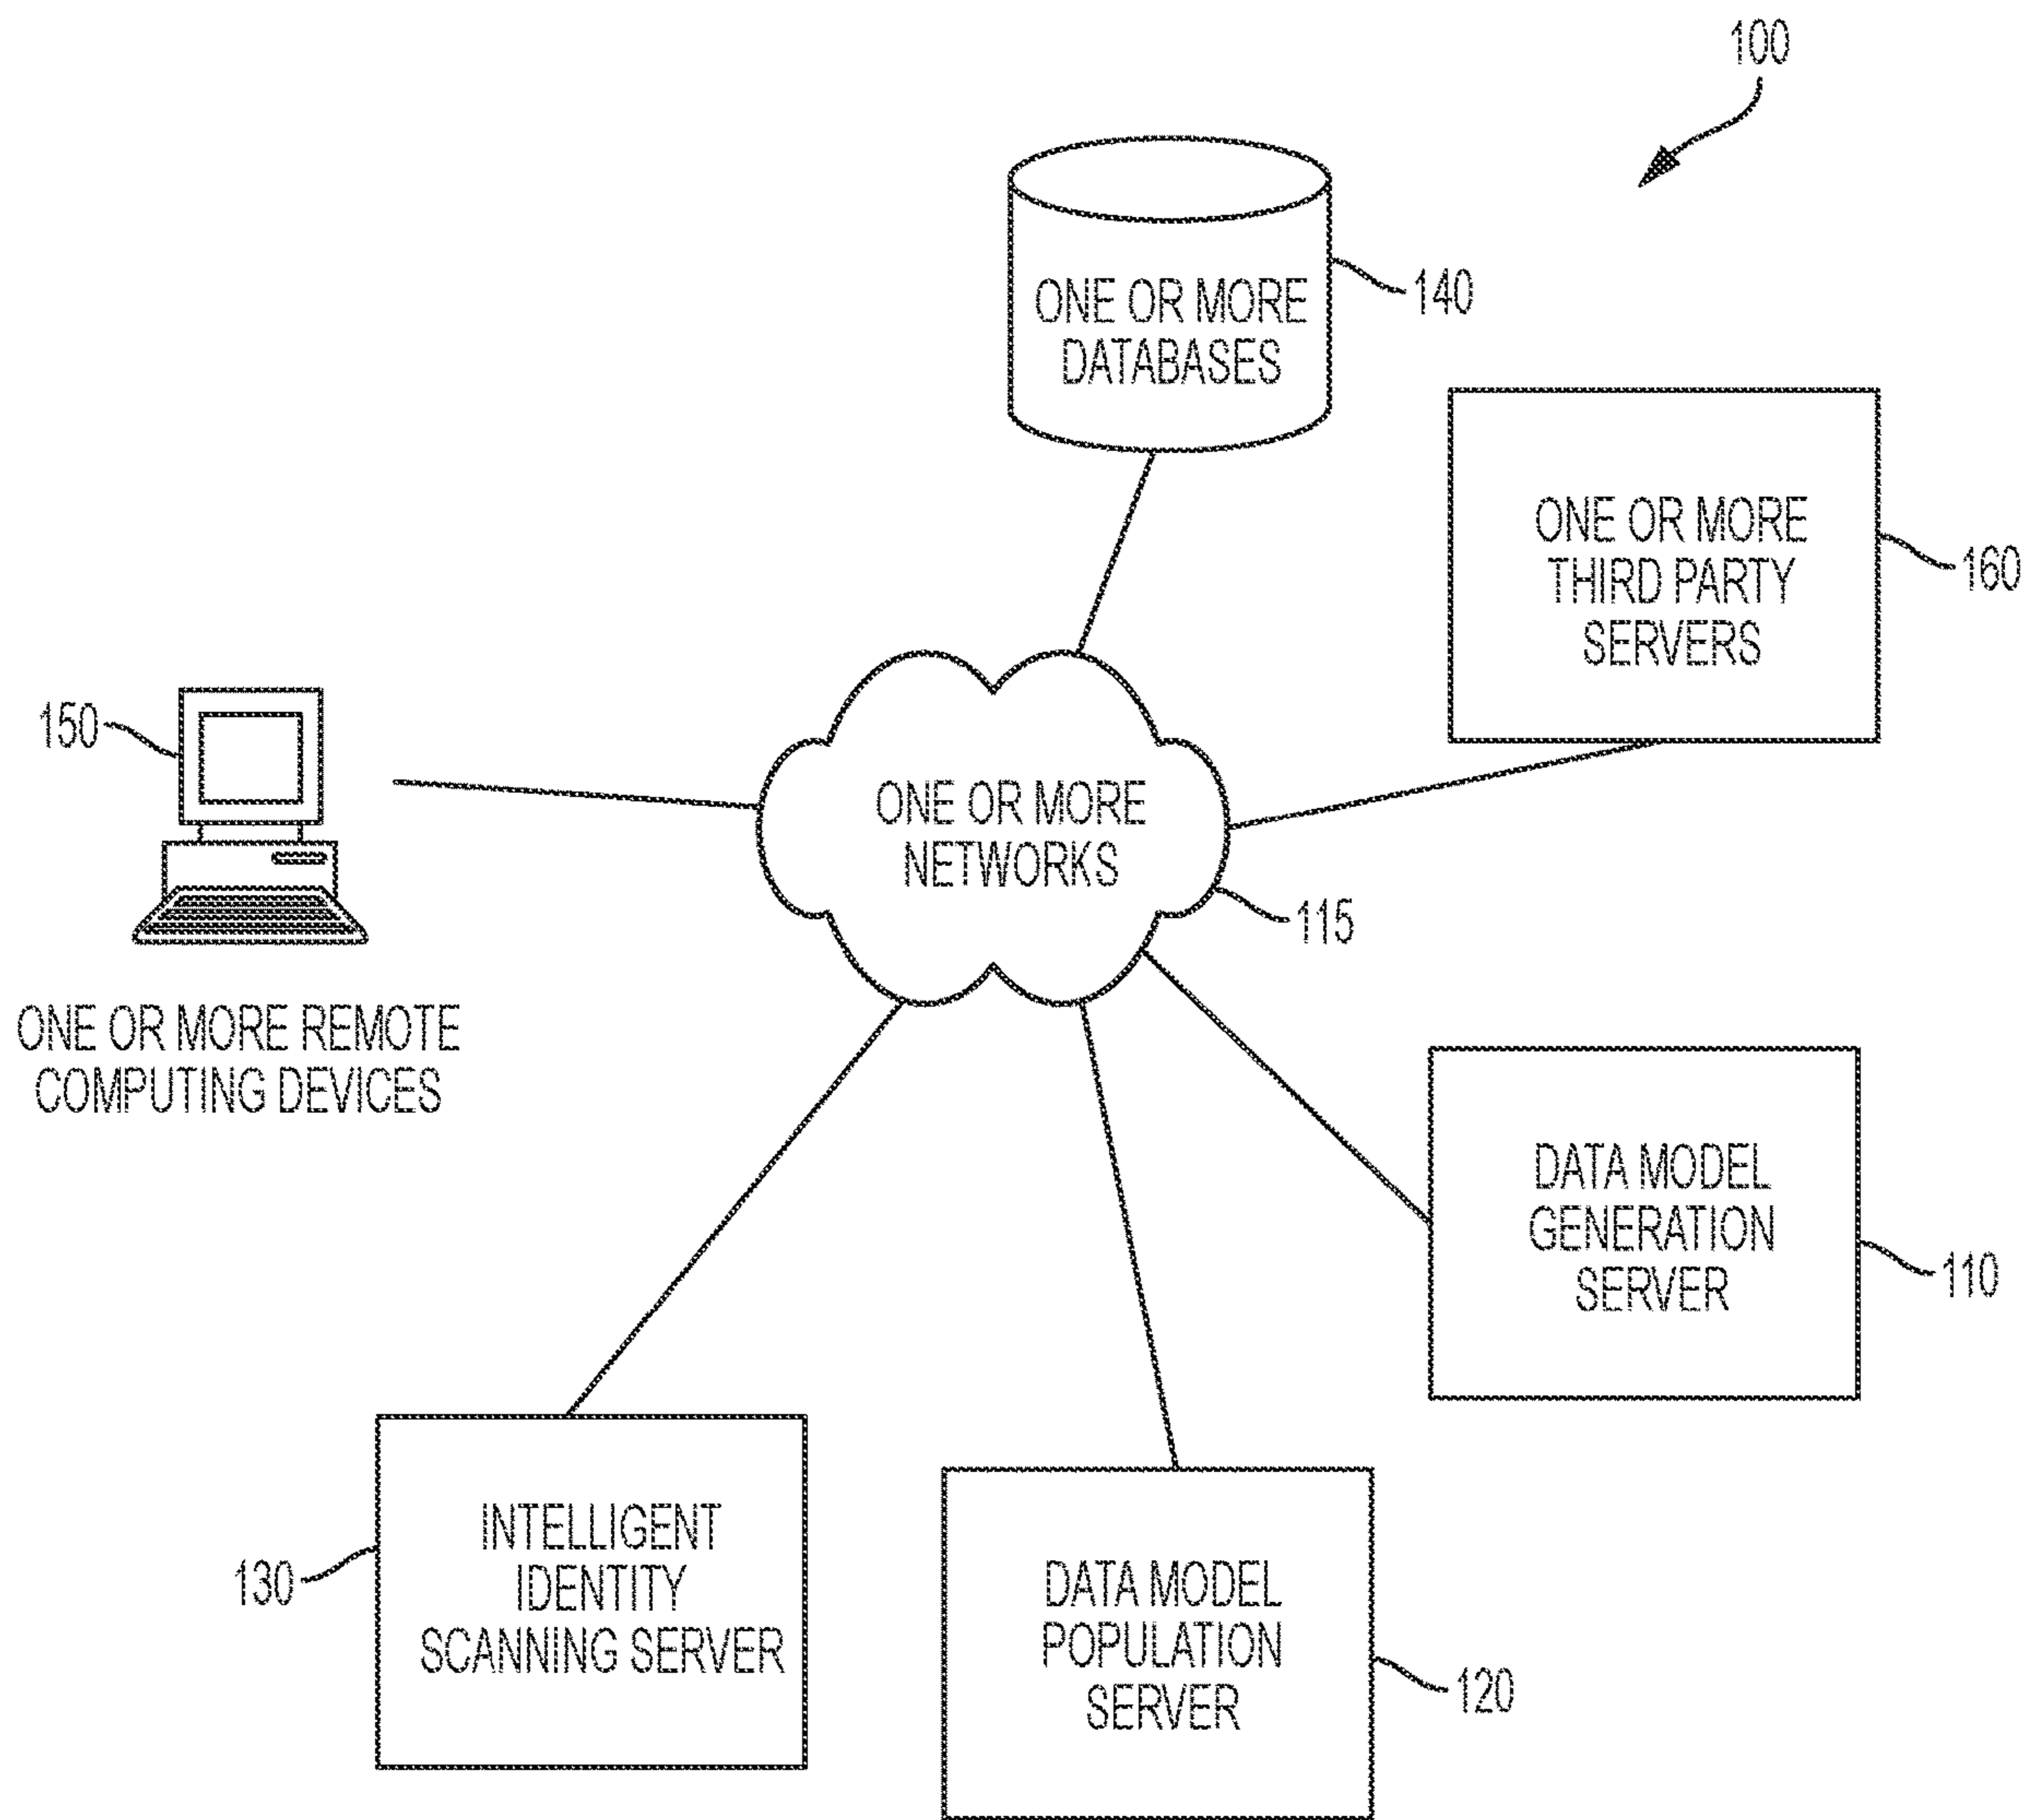 100
ONE OR MORE
DATABASES
140
ONE OR MORE
THIRD PARTY
SERVERS
160
150
ONE OR MORE
NETWORKS
115
ONE OR MORE REMOTE
COMPUTING DEVICES
DATA MODEL
GENERATION
SERVER
110
INTELLIGENT
IDENTITY
SCANNING SERVER
130
DATA MODEL
POPULATION
SERVER
120